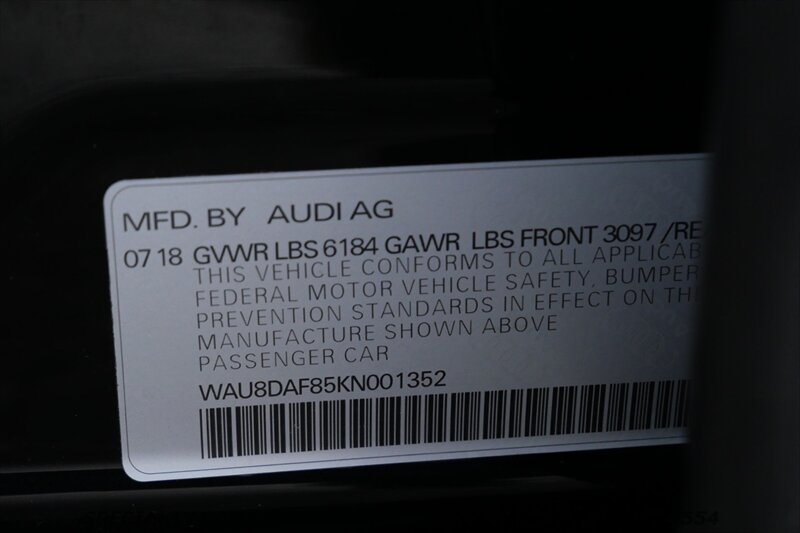 MFD. BY AUDI AG
07 18 GVWR LBS 6184 GAWR LBS FRONT 3097 /RE
THIS VEHICLE CONFORMS TO ALL APPLICAB
FEDERAL MOTOR VEHICLE SAFETY, BUMPER
PREVENTION STANDARDS IN EFFECT ON TH
MANUFACTURE SHOWN ABOVE
PASSENGER CAR
WAU8DAF85KN001352